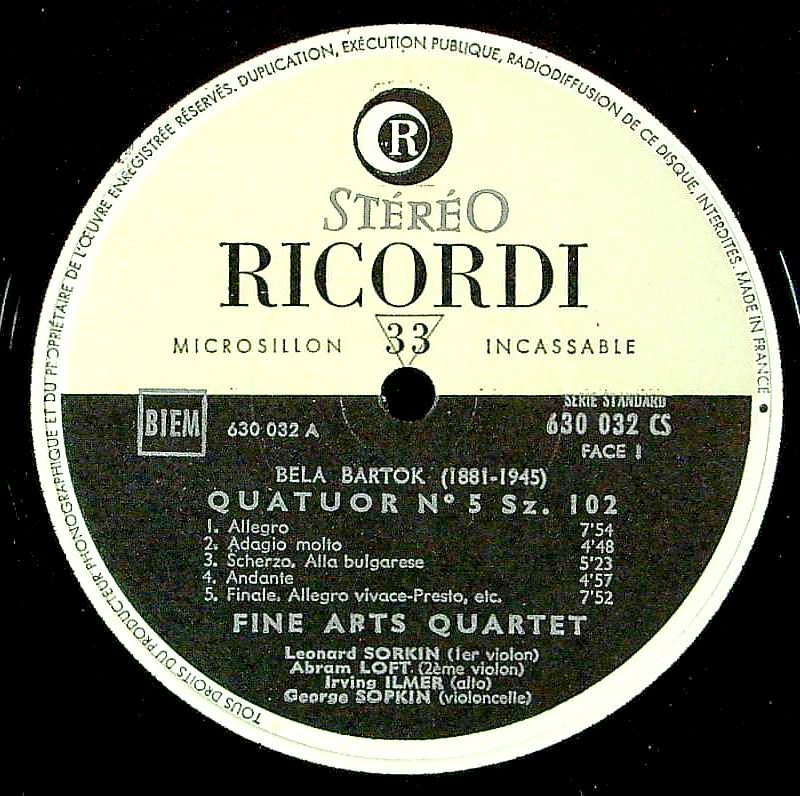 TOUS DROITS DU PRODUCTEUR PHONOGRAPHIQUE ET DU PROPRIÉTAIRE DE L'ŒUVRE ENREGISTRÉE RÉSERVÉS. DUPLICATION, EXÉCUTION PUBLIQUE, RADIODIFFUSION DE CE DISQUE, INTERDITES. MADE IN FRANCE
R
STÉRÉO
RICORDI
MICROSILLON 33 INCASSABLE
BIEM 630 032 A
SÉRIE STANDARD
630 032 CS
FACE 1
BELA BARTOK (1881-1945)
QUATUOR N° 5 Sz. 102
1. Allegro 7'54
2. Adagio molto 4'48
3. Scherzo. Alla bulgarese 5'23
4. Andante 4'57
5. Finale. Allegro vivace-Presto, etc. 7'52
FINE ARTS QUARTET
Leonard SORKIN (1er violon)
Abram LOFT (2ème violon)
Irving ILMER (alto)
George SOPKIN (violoncelle)